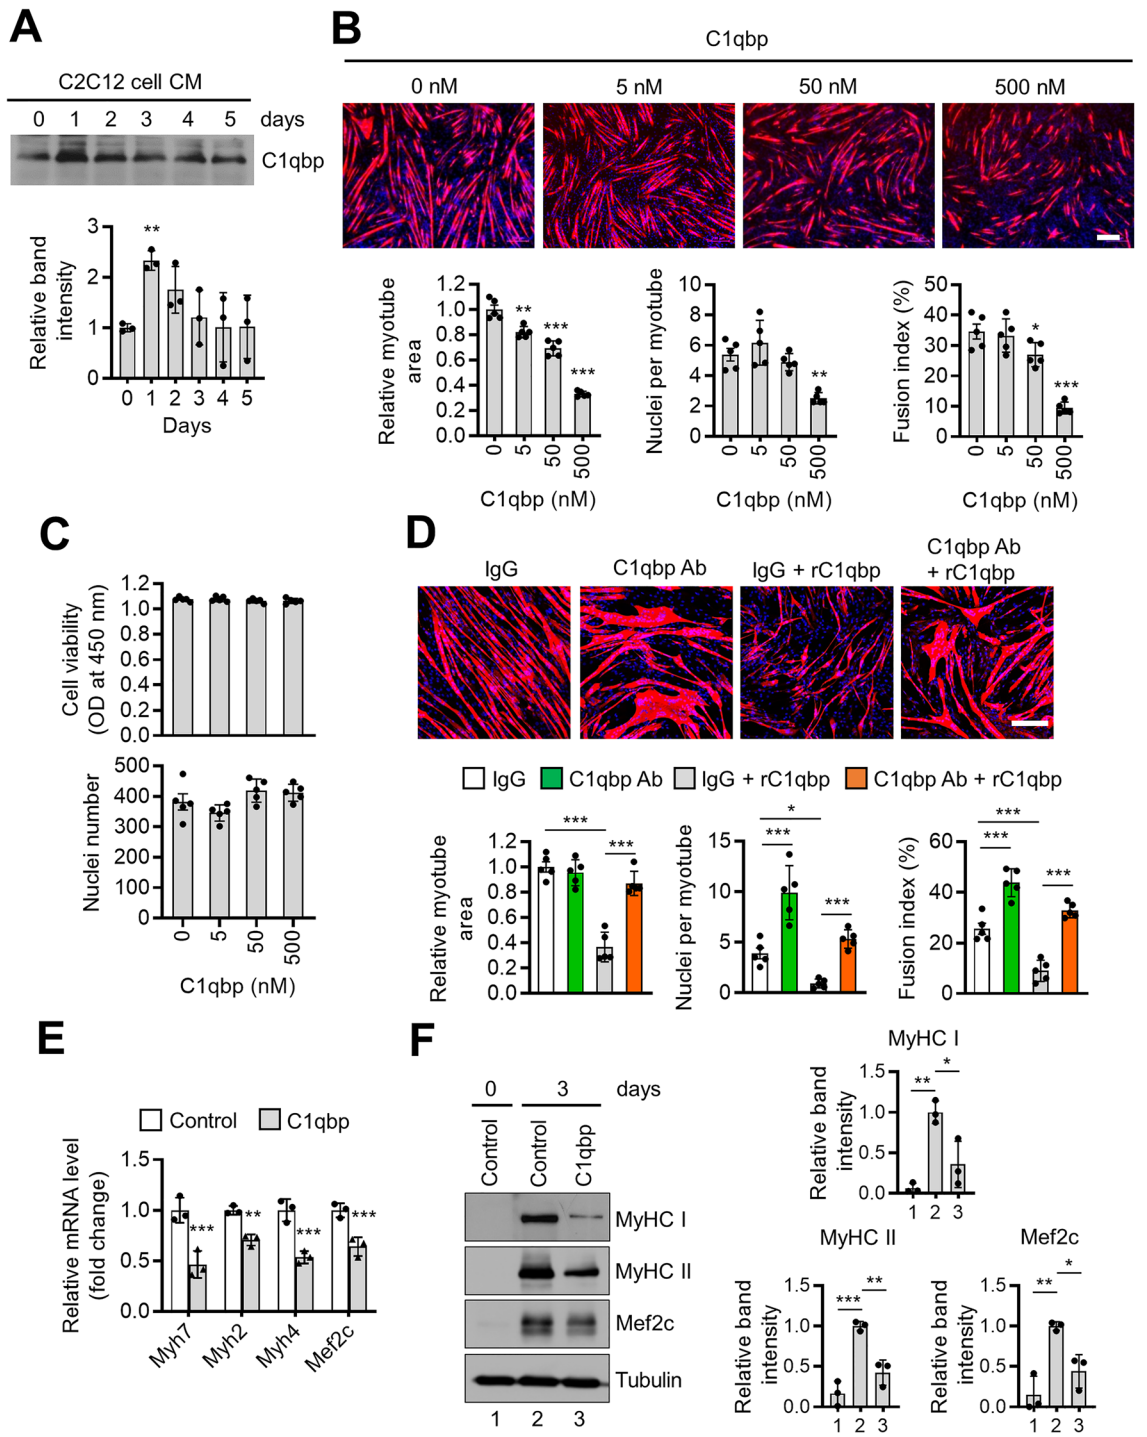 A
C2C12 cell CM
0 1 2 3 4 5 days
C1qbp
Relative band
intensity
3
2
1
0
**
0 1 2 3 4 5
Days
B
C1qbp
0 nM 5 nM 50 nM 500 nM
Relative myotube
area
1.2
1.0
0.8
0.6
0.4
0.2
0.0
** *** ***
0 5 50 500
C1qbp (nM)
Nuclei per myotube
10
8
6
4
2
0
**
0 5 50 500
C1qbp (nM)
Fusion index (%)
50
40
30
20
10
0
* ***
0 5 50 500
C1qbp (nM)
C
Cell viability
(OD at 450 nm)
1.2
1.0
0.8
0.6
0.4
0.2
0.0
Nuclei number
500
400
300
200
100
0
0 5 50 500
C1qbp (nM)
D
IgG
C1qbp Ab
IgG + rC1qbp
C1qbp Ab
+ rC1qbp
IgG C1qbp Ab IgG + rC1qbp C1qbp Ab + rC1qbp
Relative myotube
area
1.2
1.0
0.8
0.6
0.4
0.2
0.0
*** ***
Nuclei per myotube
15
10
5
0
*
***
***
Fusion index (%)
60
40
20
0
***
***
***
E
Control C1qbp
Relative mRNA level
(fold change)
1.5
1.0
0.5
0.0
*** ** *** ***
Myh7 Myh2 Myh4 Mef2c
F
0 3 days
Control Control C1qbp
MyHC I
MyHC II
Mef2c
Tubulin
1 2 3
MyHC I
Relative band
intensity
1.5
1.0
0.5
0.0
** *
1 2 3
MyHC II
Relative band
intensity
1.5
1.0
0.5
0.0
*** **
1 2 3
Mef2c
Relative band
intensity
1.5
1.0
0.5
0.0
** *
1 2 3